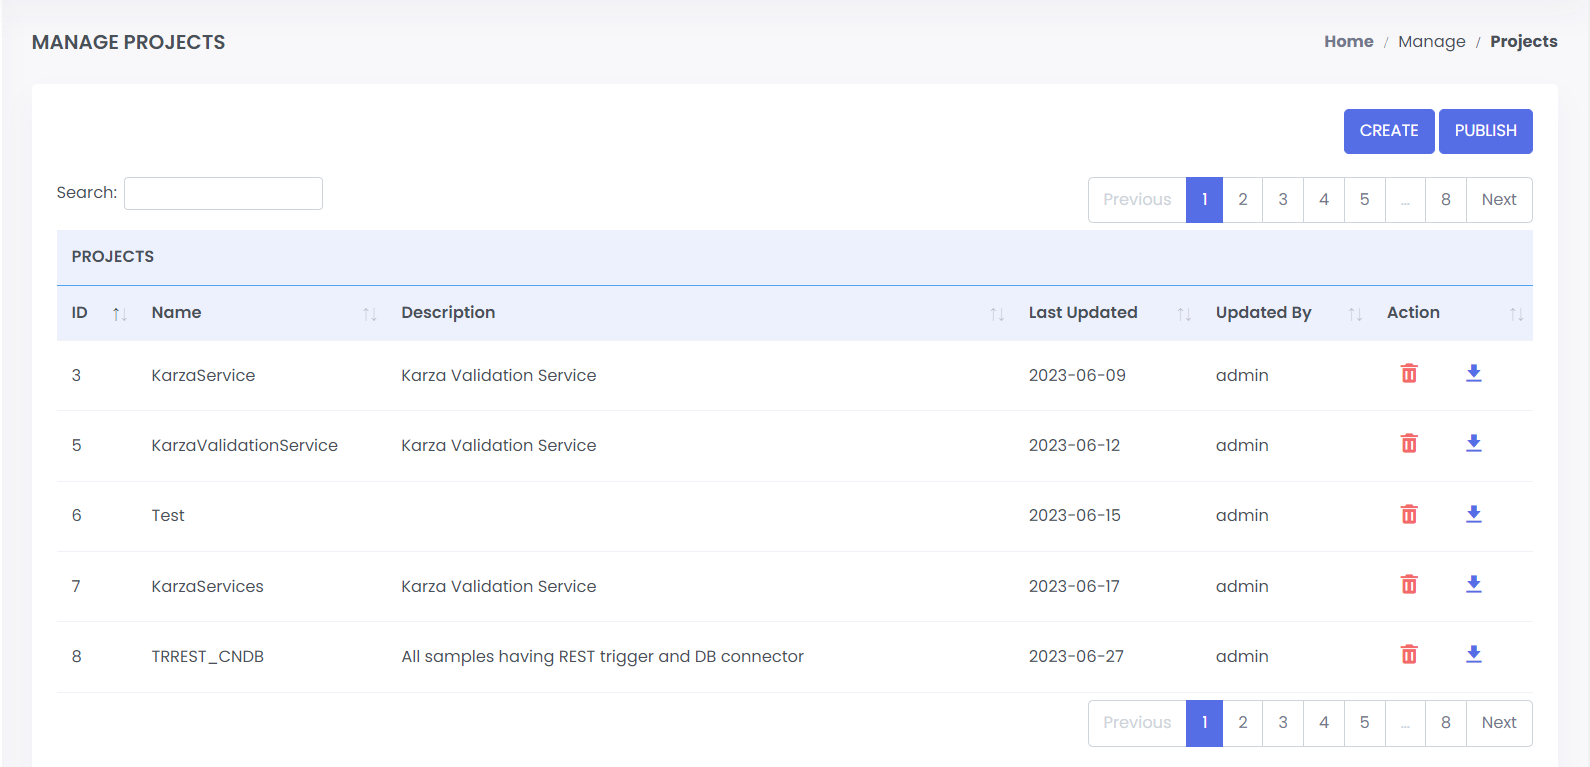 MANAGE PROJECTS
Home / Manage / Projects
CREATE PUBLISH
Search:
Previous 1 2 3 4 5 ... 8 Next
PROJECTS
ID Name Description Last Updated Updated By Action
3 KarzaService Karza Validation Service 2023-06-09 admin
5 KarzaValidationService Karza Validation Service 2023-06-12 admin
6 Test 2023-06-15 admin
7 KarzaServices Karza Validation Service 2023-06-17 admin
8 TRREST_CNDB All samples having REST trigger and DB connector 2023-06-27 admin
Previous 1 2 3 4 5 ... 8 Next